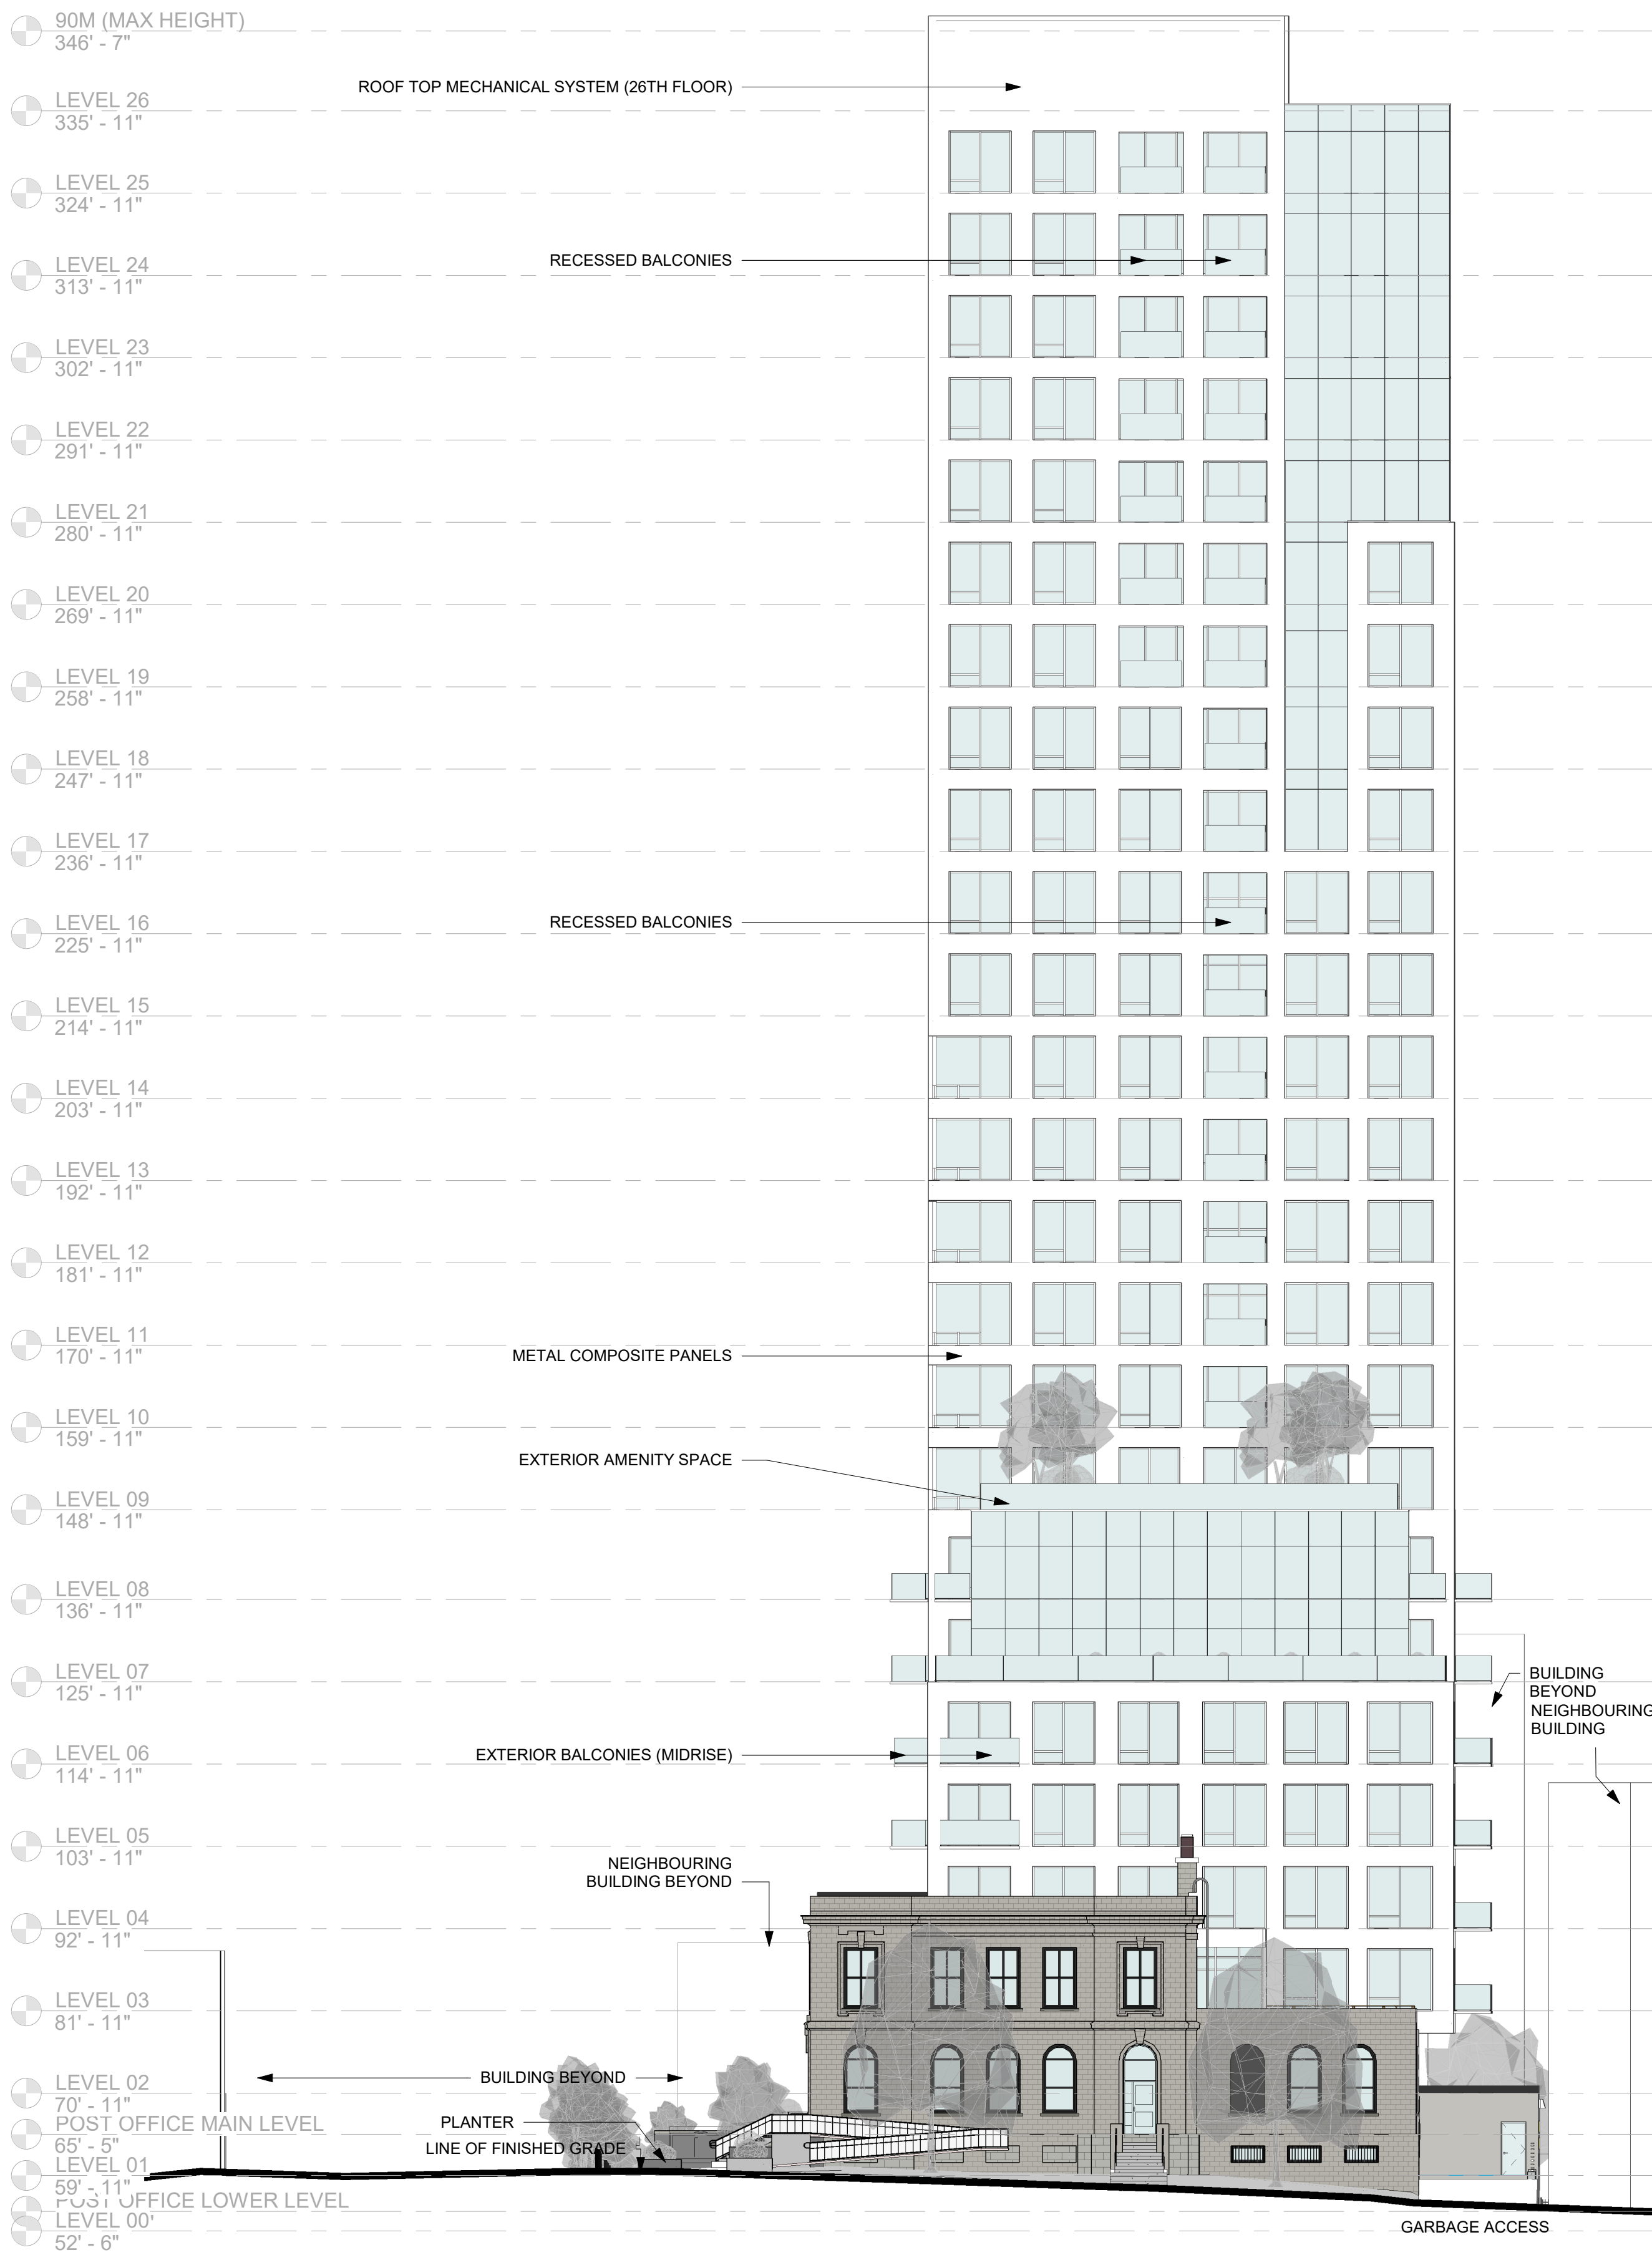 90M (MAX HEIGHT)
346' - 7"
ROOF TOP MECHANICAL SYSTEM (26TH FLOOR)
LEVEL 26
335' - 11"
LEVEL 25
324' - 11"
RECESSED BALCONIES
LEVEL 24
313' - 11"
LEVEL 23
302' - 11"
LEVEL 22
291' - 11"
LEVEL 21
280' - 11"
LEVEL 20
269' - 11"
LEVEL 19
258' - 11"
LEVEL 18
247' - 11"
LEVEL 17
236' - 11"
RECESSED BALCONIES
LEVEL 16
225' - 11"
LEVEL 15
214' - 11"
LEVEL 14
203' - 11"
LEVEL 13
192' - 11"
LEVEL 12
181' - 11"
LEVEL 11
170' - 11"
METAL COMPOSITE PANELS
LEVEL 10
159' - 11"
EXTERIOR AMENITY SPACE
LEVEL 09
148' - 11"
LEVEL 08
136' - 11"
LEVEL 07
125' - 11"
BUILDING
BEYOND
NEIGHBOURING
BUILDING
EXTERIOR BALCONIES (MIDRISE)
LEVEL 06
114' - 11"
LEVEL 05
103' - 11"
NEIGHBOURING
BUILDING BEYOND
LEVEL 04
92' - 11"
LEVEL 03
81' - 11"
BUILDING BEYOND
LEVEL 02
70' - 11"
PLANTER
POST OFFICE MAIN LEVEL
65' - 5"
LINE OF FINISHED GRADE
LEVEL 01
59' - 11"
POST OFFICE LOWER LEVEL
LEVEL 00'
52' - 6"
GARBAGE ACCESS